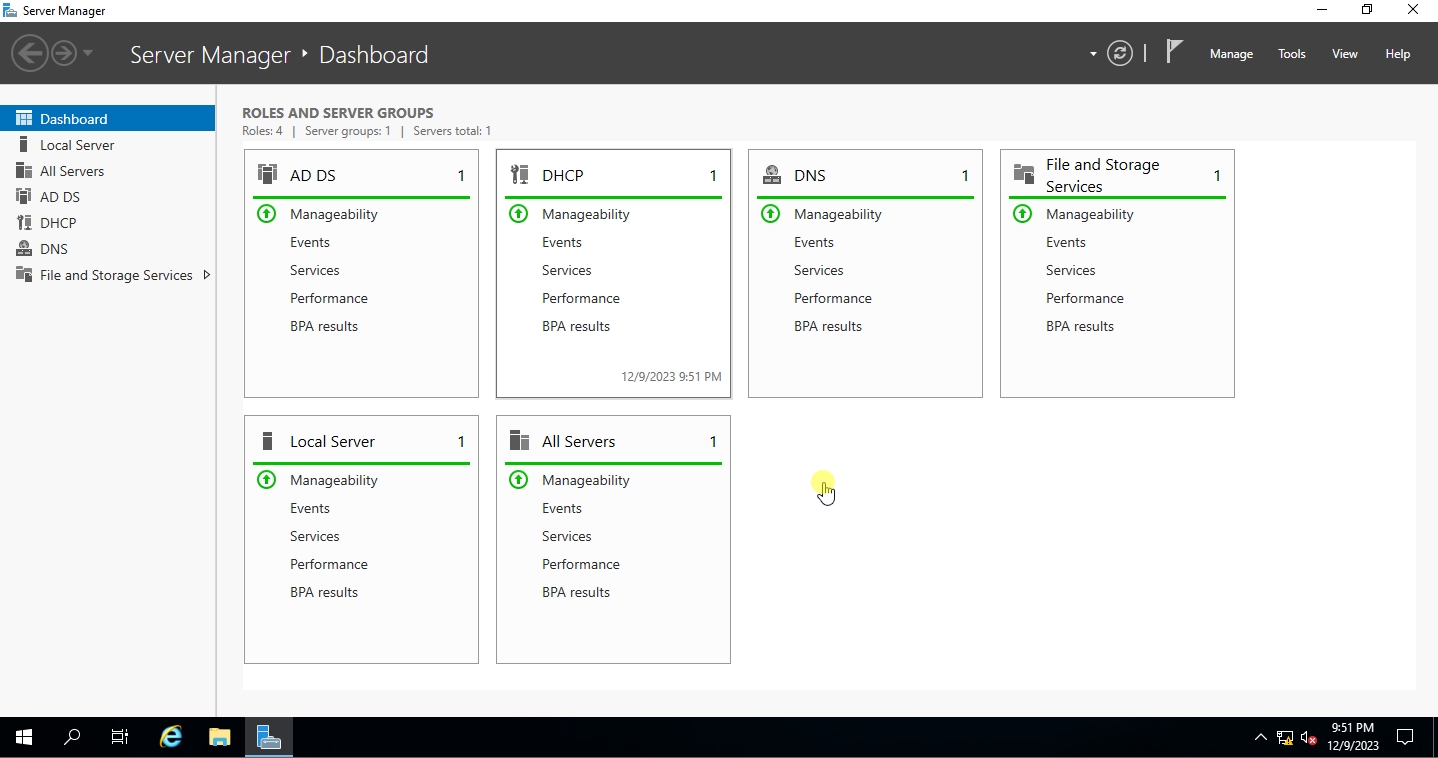 Server Manager
Server Manager ‣ Dashboard
Manage Tools View Help
Dashboard
Local Server
All Servers
AD DS
DHCP
DNS
File and Storage Services
ROLES AND SERVER GROUPS
Roles: 4 | Server groups: 1 | Servers total: 1
AD DS 1
Manageability
Events
Services
Performance
BPA results
DHCP 1
Manageability
Events
Services
Performance
BPA results
12/9/2023 9:51 PM
DNS 1
Manageability
Events
Services
Performance
BPA results
File and Storage
Services 1
Manageability
Events
Services
Performance
BPA results
Local Server 1
Manageability
Events
Services
Performance
BPA results
All Servers 1
Manageability
Events
Services
Performance
BPA results
9:51 PM
12/9/2023